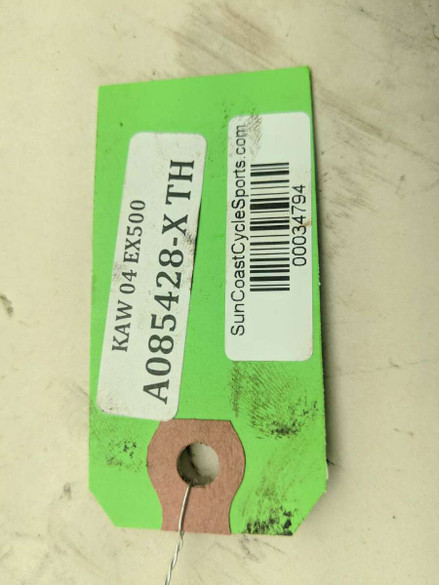 KAW 04 EX500
A085428-X TH
SunCoastCycleSports.com
00034794